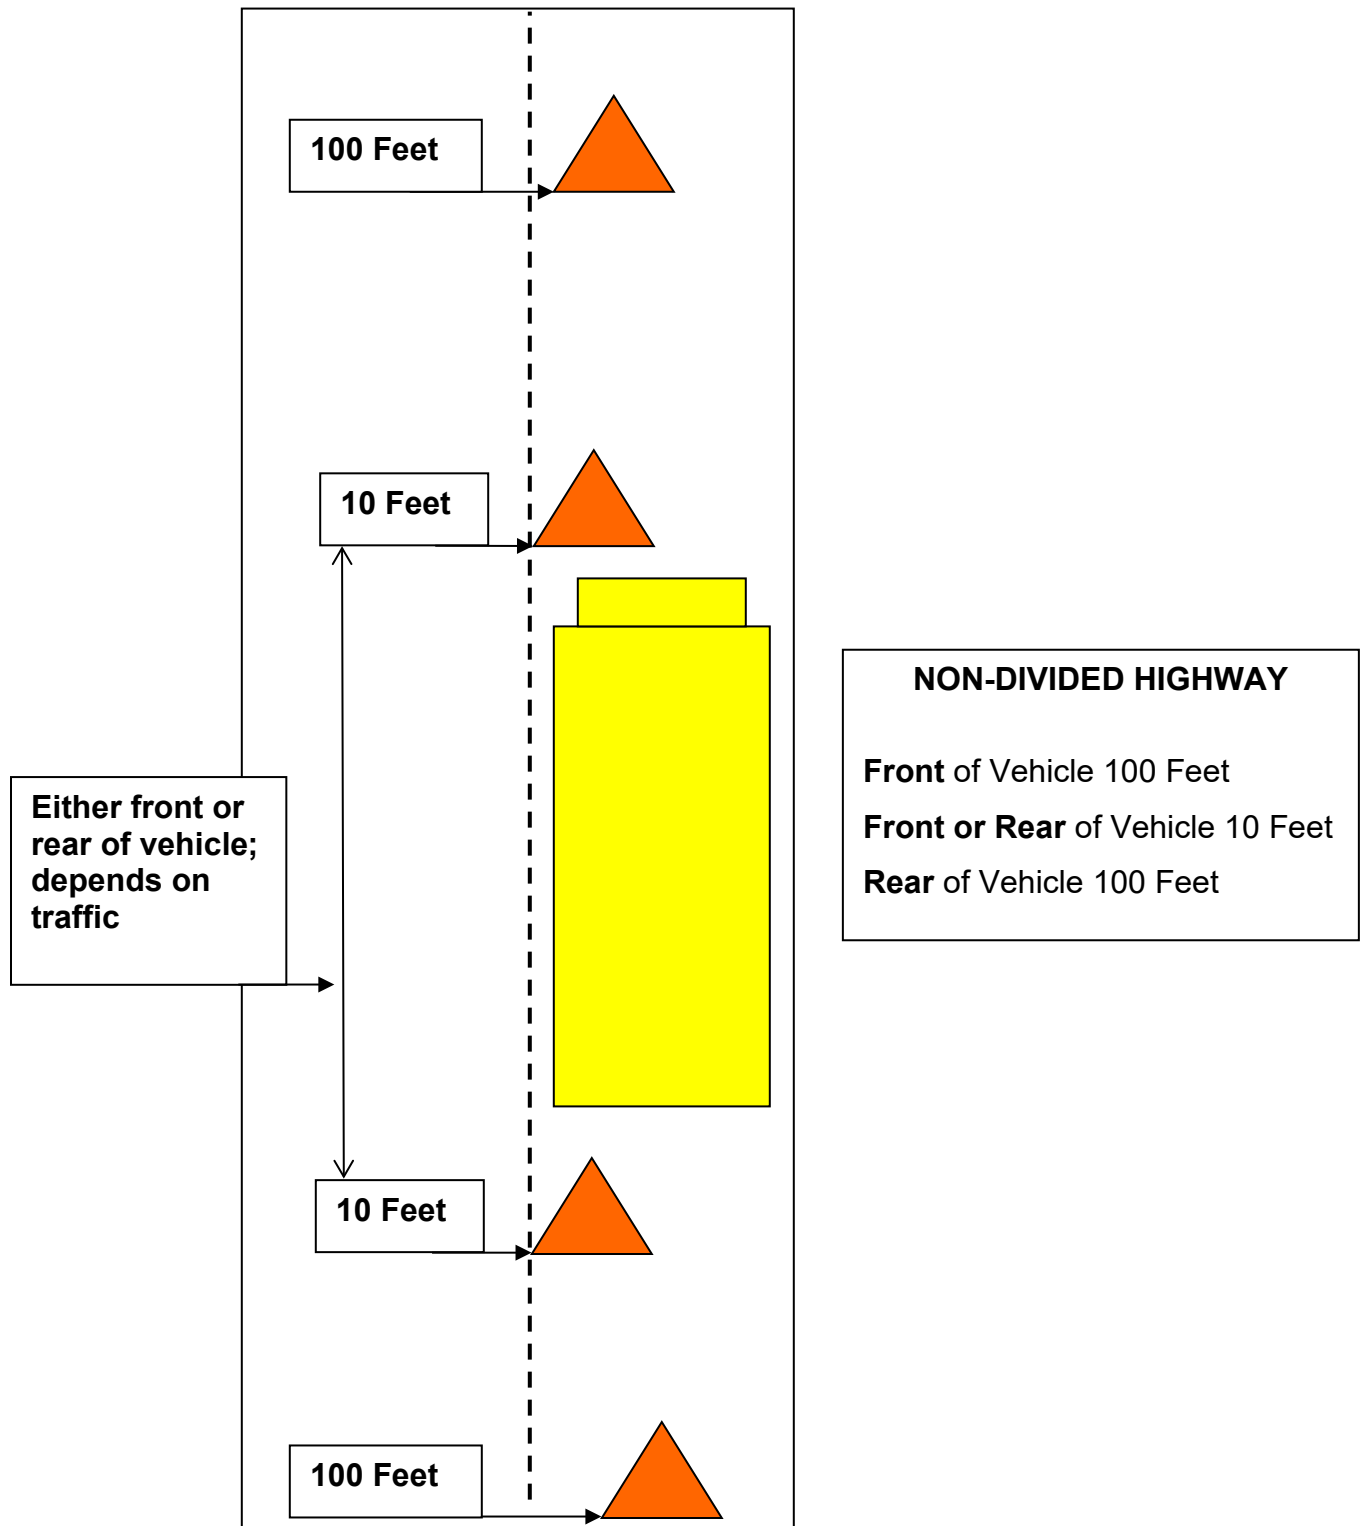 100 Feet
10 Feet
NON-DIVIDED HIGHWAY
Front of Vehicle 100 Feet
Front or Rear of Vehicle 10 Feet
Rear of Vehicle 100 Feet
Either front or
rear of vehicle;
depends on
traffic
10 Feet
100 Feet